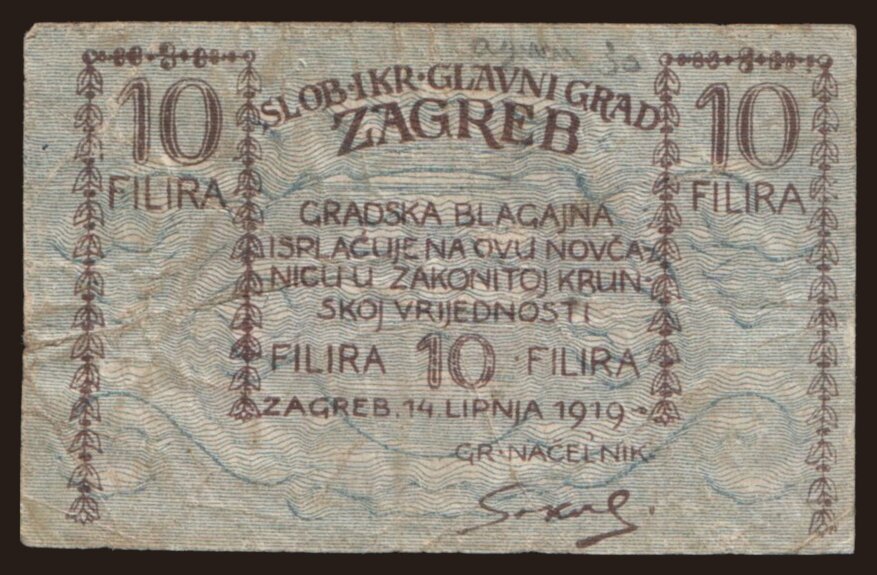 SLOB·I KR·GLAVNI GRAD
ZAGREB
10
FILIRA
10
FILIRA
GRADSKA BLAGAJNA
ISPLAĆUJE NA OVU NOVČA-
NICU U ZAKONITOJ KRUN-
SKOJ VRIJEDNOSTI
FILIRA 10 FILIRA
ZAGREB, 14 LIPNJA 1919-
GR·NAČELNIK·